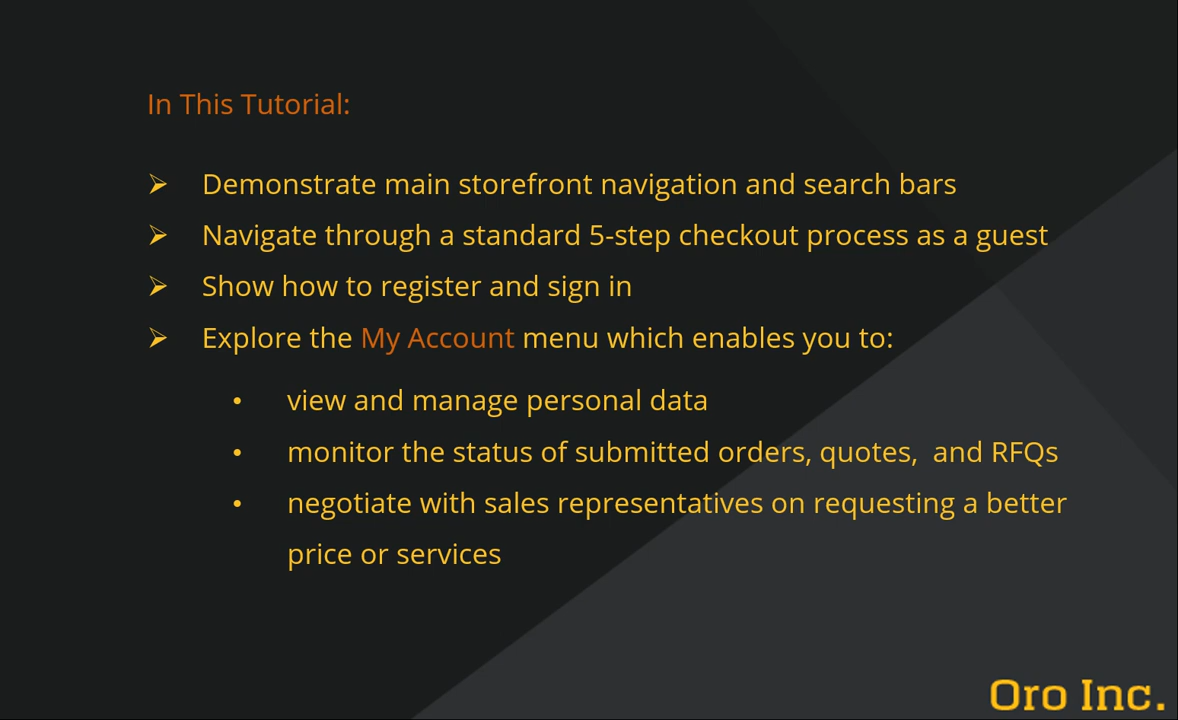 In This Tutorial:
➢ Demonstrate main storefront navigation and search bars
➢ Navigate through a standard 5-step checkout process as a guest
➢ Show how to register and sign in
➢ Explore the My Account menu which enables you to:
• view and manage personal data
• monitor the status of submitted orders, quotes,  and RFQs
• negotiate with sales representatives on requesting a better
price or services
Oro Inc.